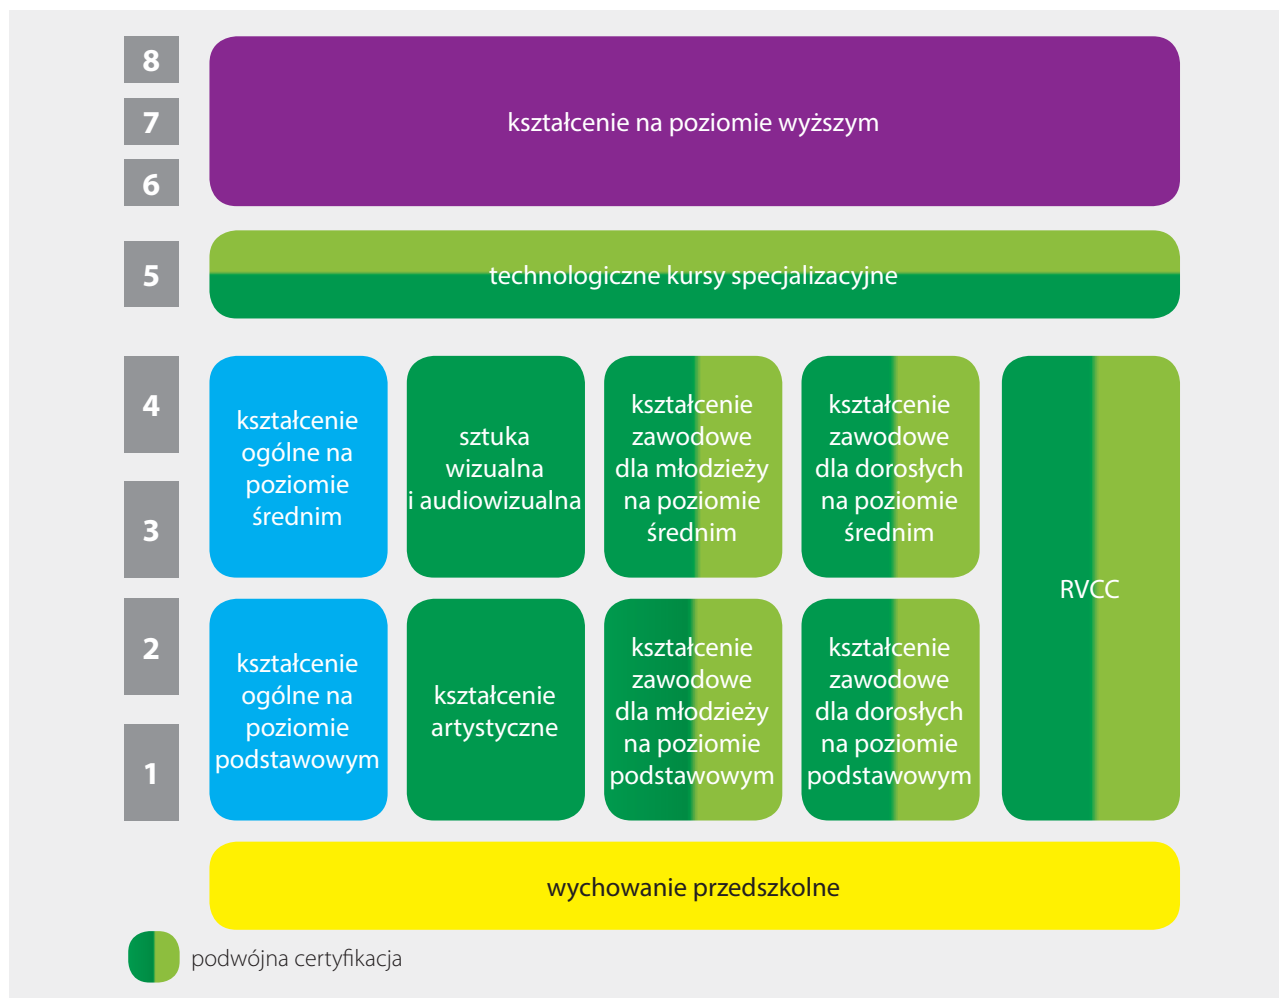 8
7
6
kształcenie na poziomie wyższym
5
technologiczne kursy specjalizacyjne
4
3
kształcenie
ogólne na
poziomie
średnim
sztuka
wizualna
i audiowizualna
kształcenie
zawodowe
dla młodzieży
na poziomie
średnim
kształcenie
zawodowe
dla dorosłych
na poziomie
średnim
RVCC
2
1
kształcenie
ogólne na
poziomie
podstawowym
kształcenie
artystyczne
kształcenie
zawodowe
dla młodzieży
na poziomie
podstawowym
kształcenie
zawodowe
dla dorosłych
na poziomie
podstawowym
wychowanie przedszkolne
podwójna certyfikacja